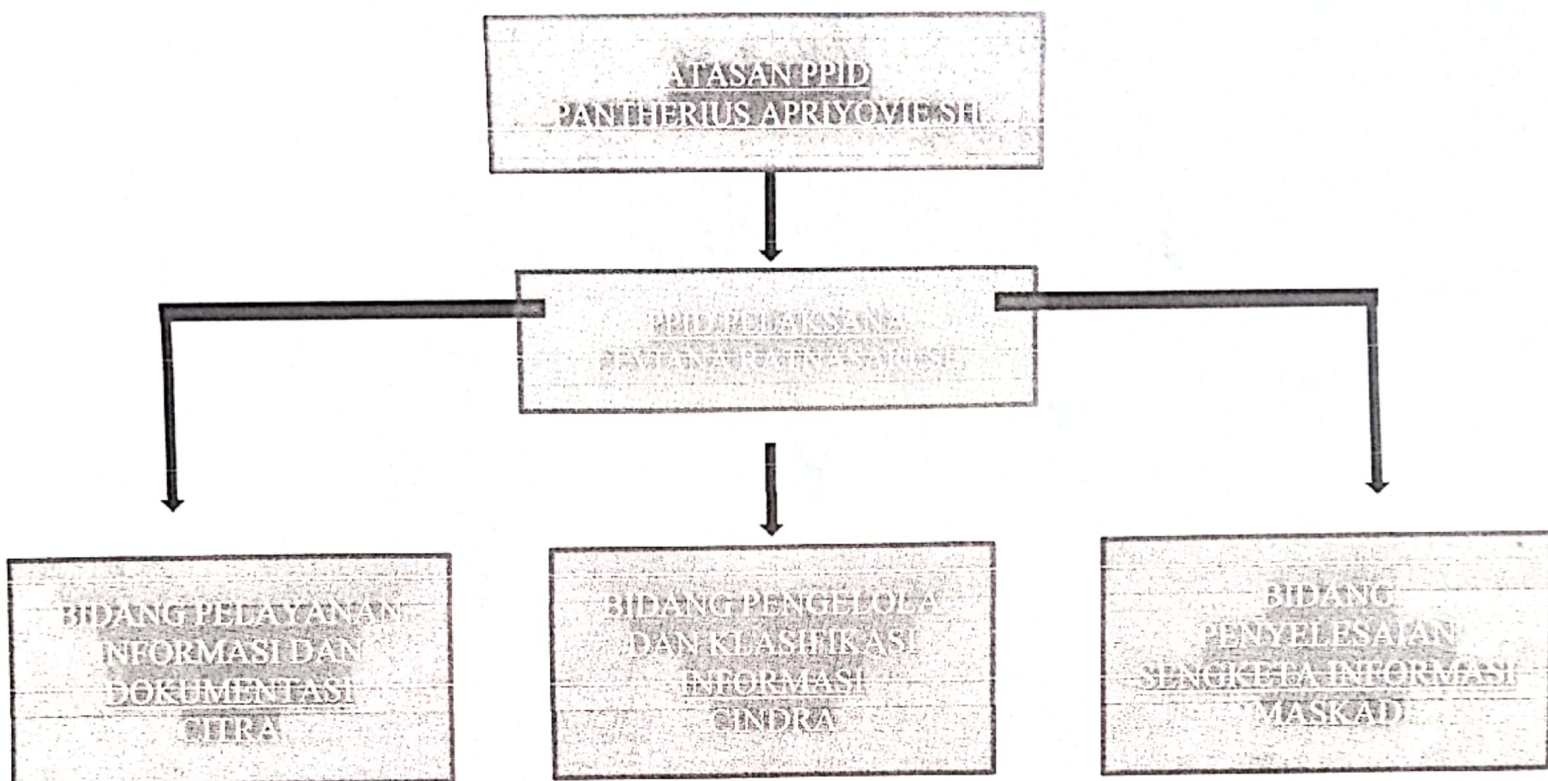 ATASAN PPID
PANTHERIUS APRIYOVIE SH
PPID PELAKSANA
RATNASARI
BIDANG PELAYANAN
INFORMASI DAN
DOKUMENTASI
CITRA
BIDANG PENGELOLA
DAN KLASIFIKASI
INFORMASI
CINDRA
BIDANG
PENYELESAIAN
SENGKETA INFORMASI